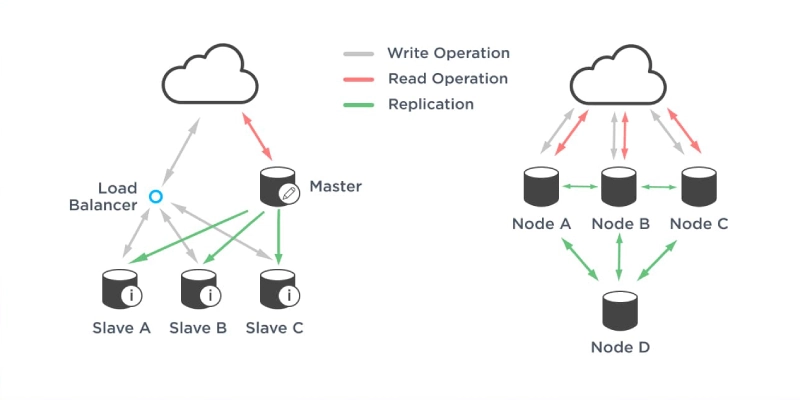 Write Operation
Read Operation
Replication
Load
Balancer
Master
Slave A
Slave B
Slave C
Node A
Node B
Node C
Node D